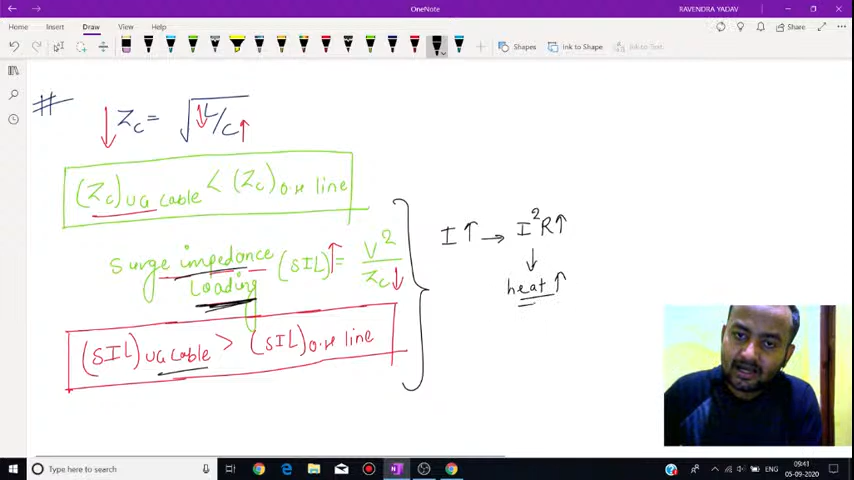 OneNote
RAVENDRA YADAV
Home Insert Draw View
Share
Shapes Ink to Shape Ink to Text
# ↓Zc = √↓L/C↑
(Zc)UG cable < (Zc)O.H line
Surge impedance Loading (SIL)↑ = V²/Zc↓
(SIL)UG cable > (SIL)O.H line
I↑ → I²R↑
↓
heat↑
Type here to search
ENG
09:41
05-09-2020